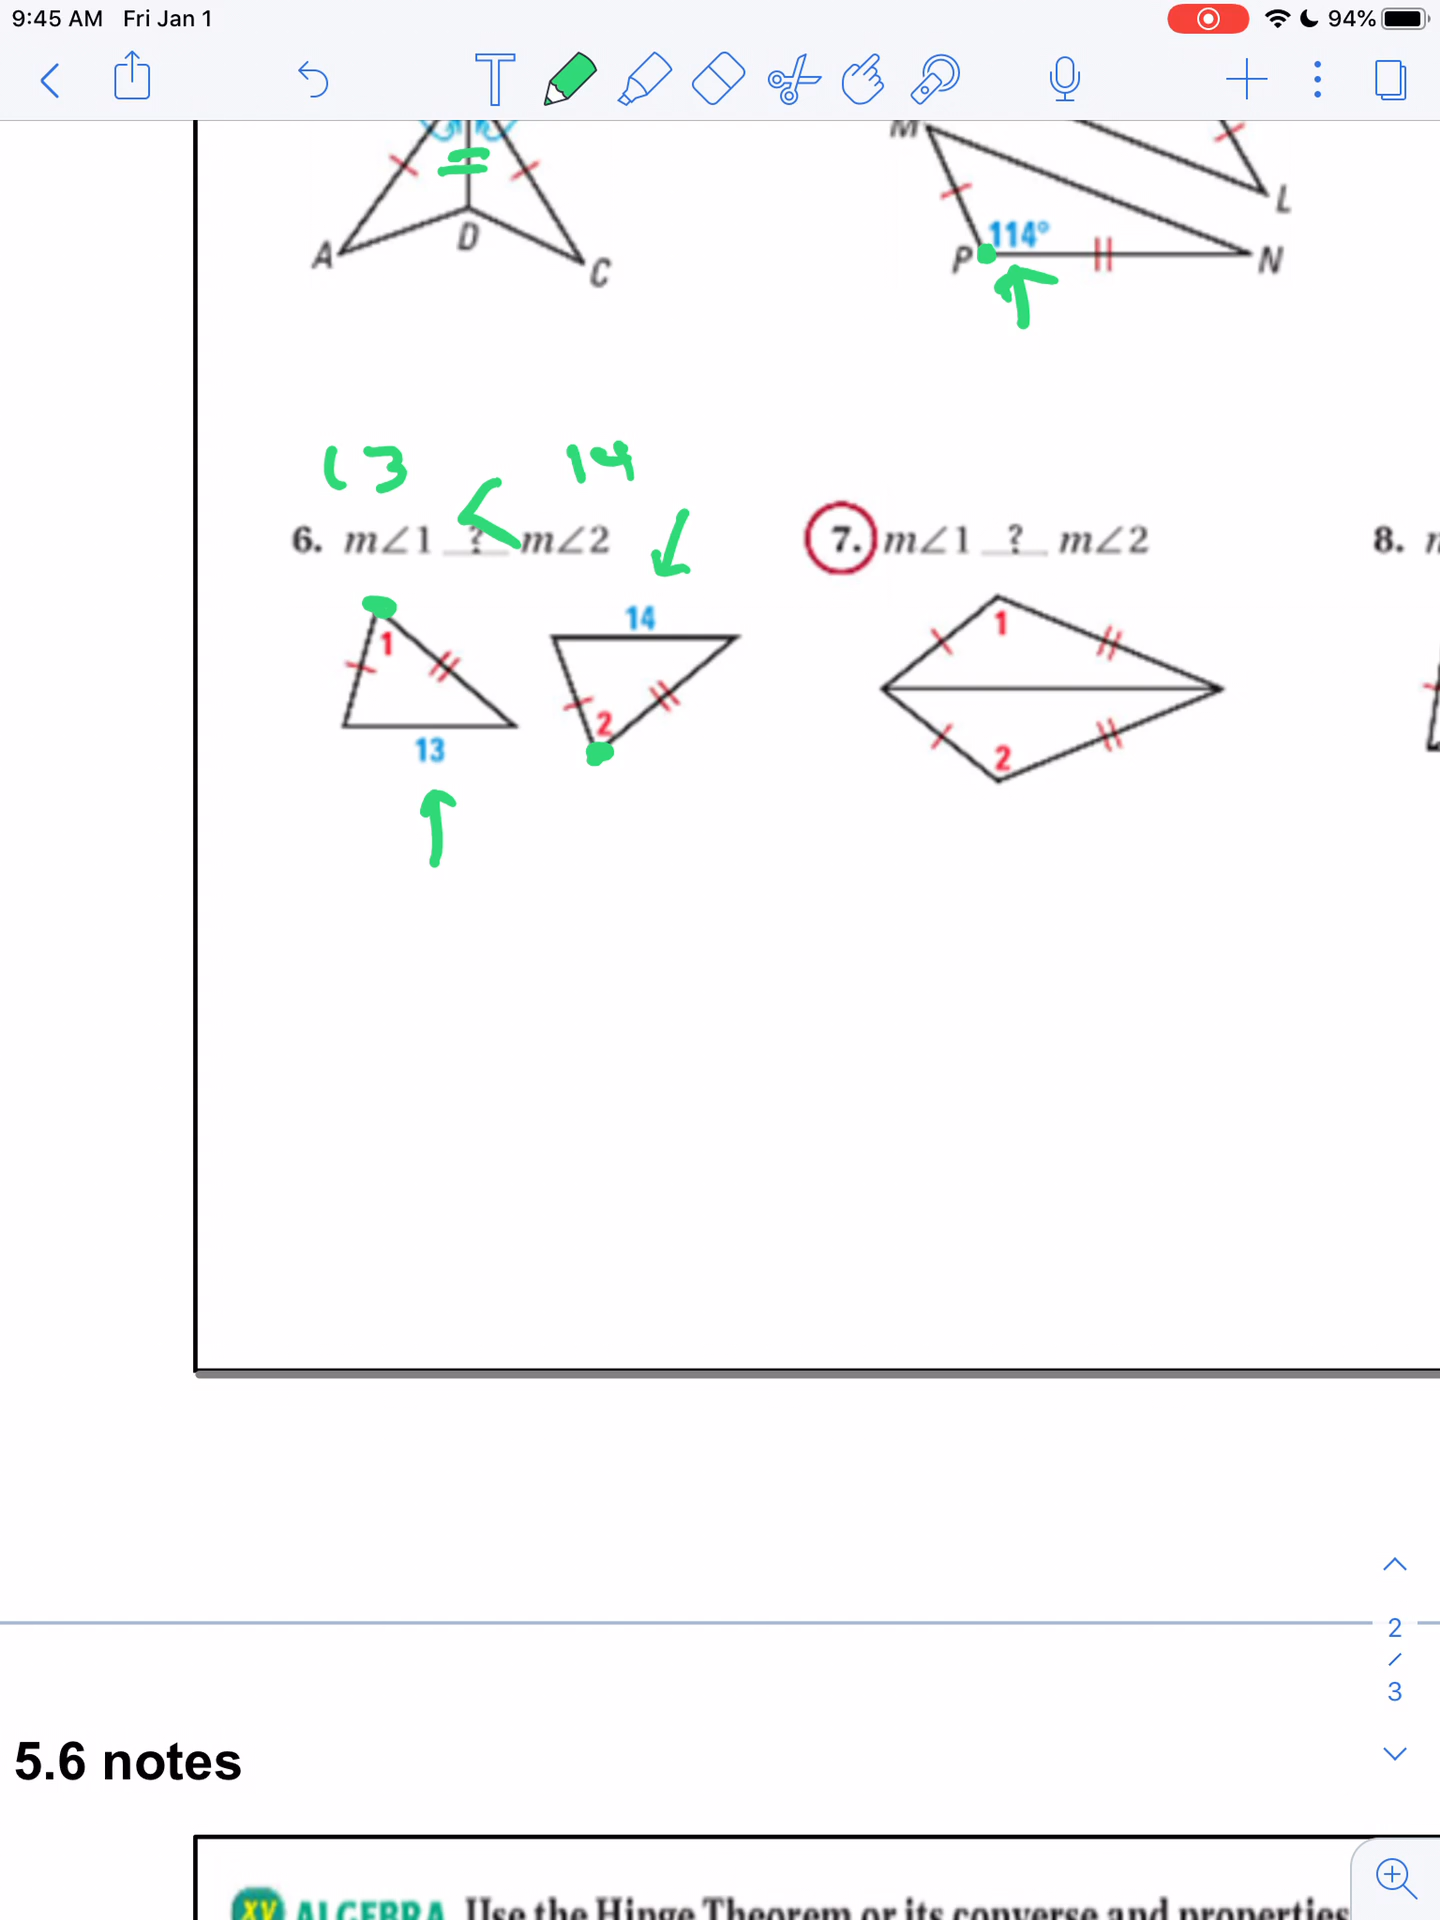 9:45 AM Fri Jan 1 94%
T
M
L
A D C
114°
P N
13 < 14
6. m∠1 ? m∠2
7. m∠1 ? m∠2
8.
1 14 1
2 2
13
2
/
3
5.6 notes
xy ALGEBRA Use the Hinge Theorem or its converse and properties